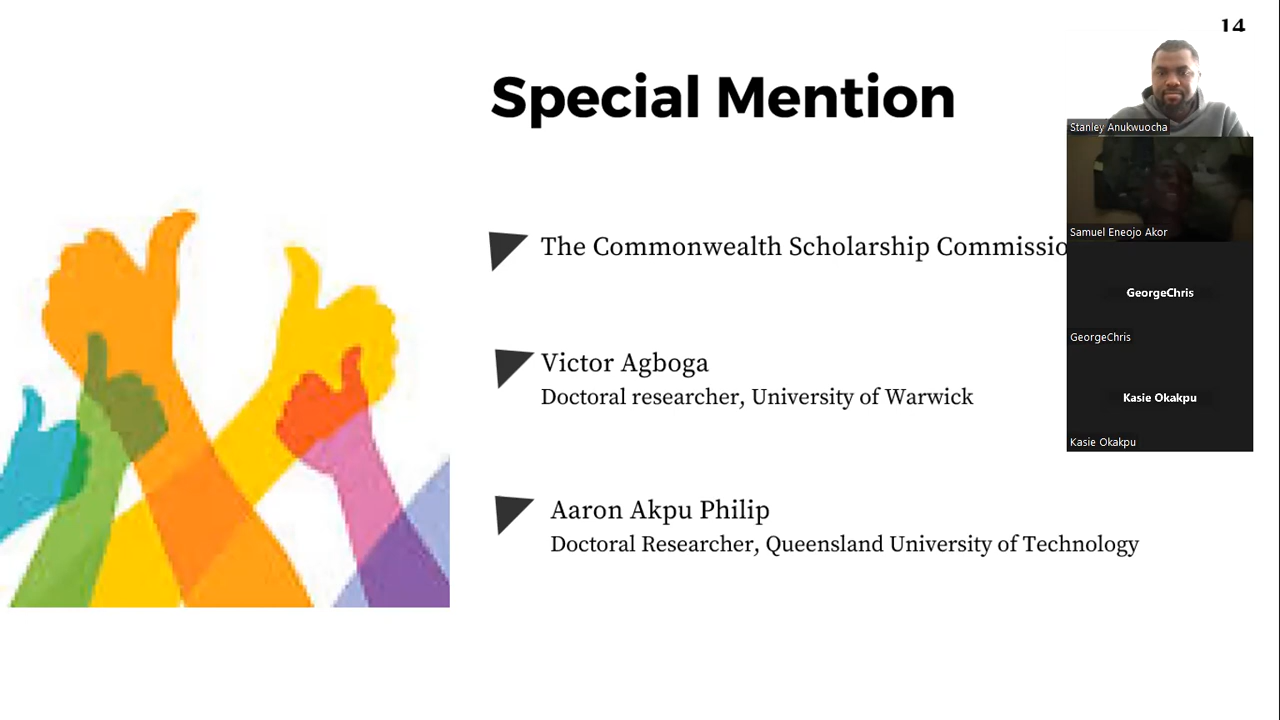 14
Special Mention
Stanley Anukwuocha
The Commonwealth Scholarship Commissio
Samuel Eneojo Akor
GeorgeChris
GeorgeChris
Victor Agboga
Doctoral researcher, University of Warwick
Kasie Okakpu
Kasie Okakpu
Aaron Akpu Philip
Doctoral Researcher, Queensland University of Technology